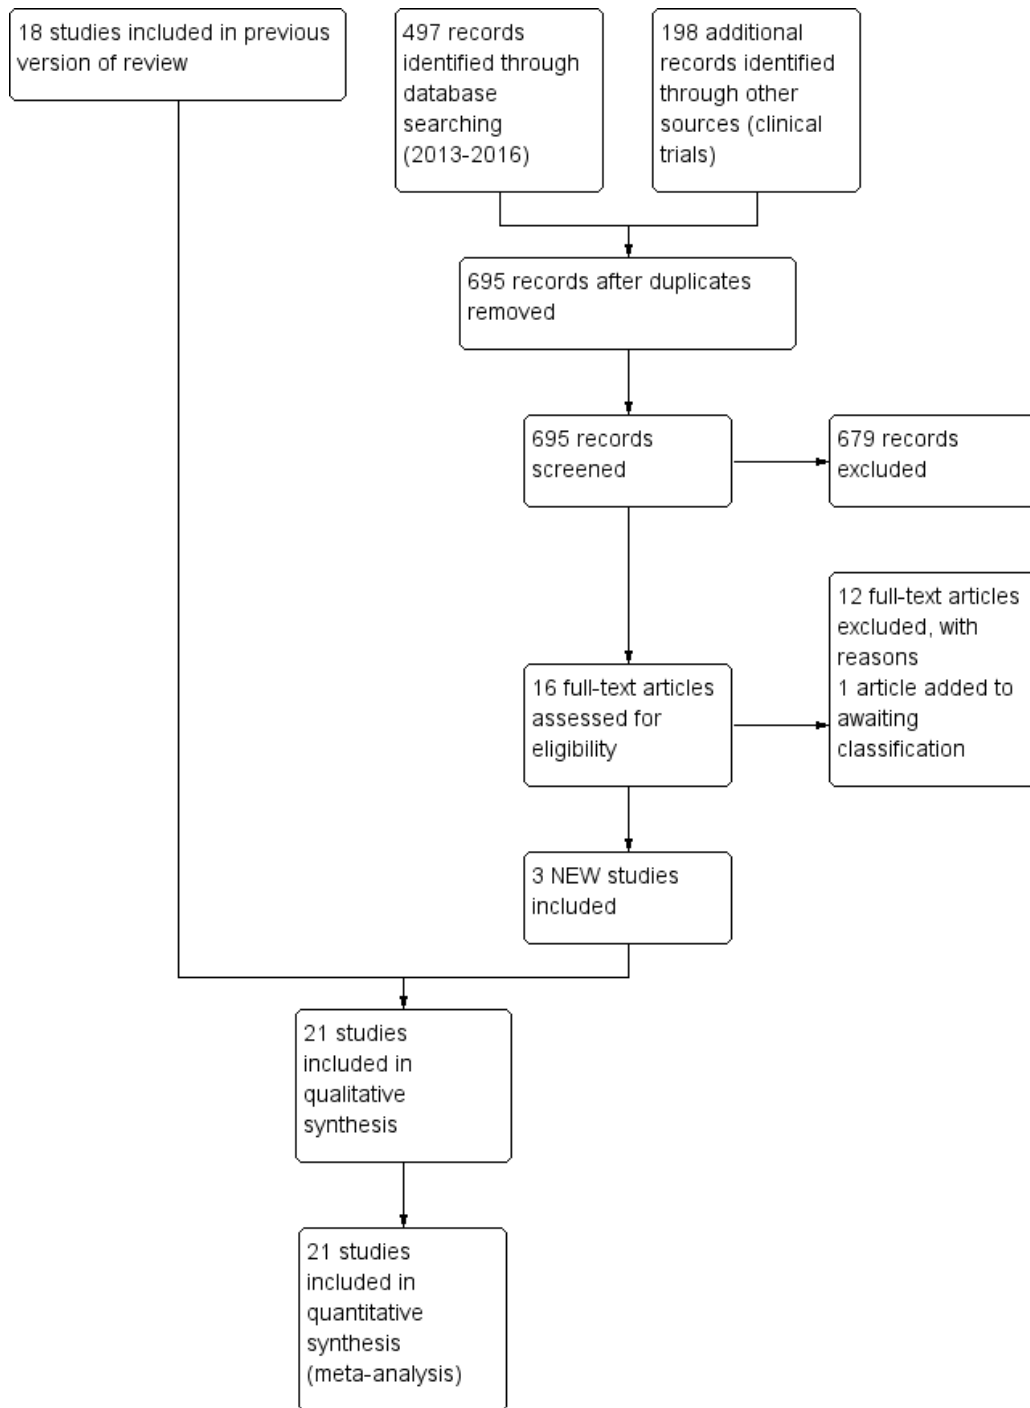 18 studies included in previous
version of review
497 records
identified through
database
searching
(2013-2016)
198 additional
records identified
through other
sources (clinical
trials)
695 records after duplicates
removed
695 records
screened
679 records
excluded
12 full-text articles
excluded, with
reasons
1 article added to
awaiting
classification
16 full-text articles
assessed for
eligibility
3 NEW studies
included
21 studies
included in
qualitative
synthesis
21 studies
included in
quantitative
synthesis
(meta-analysis)